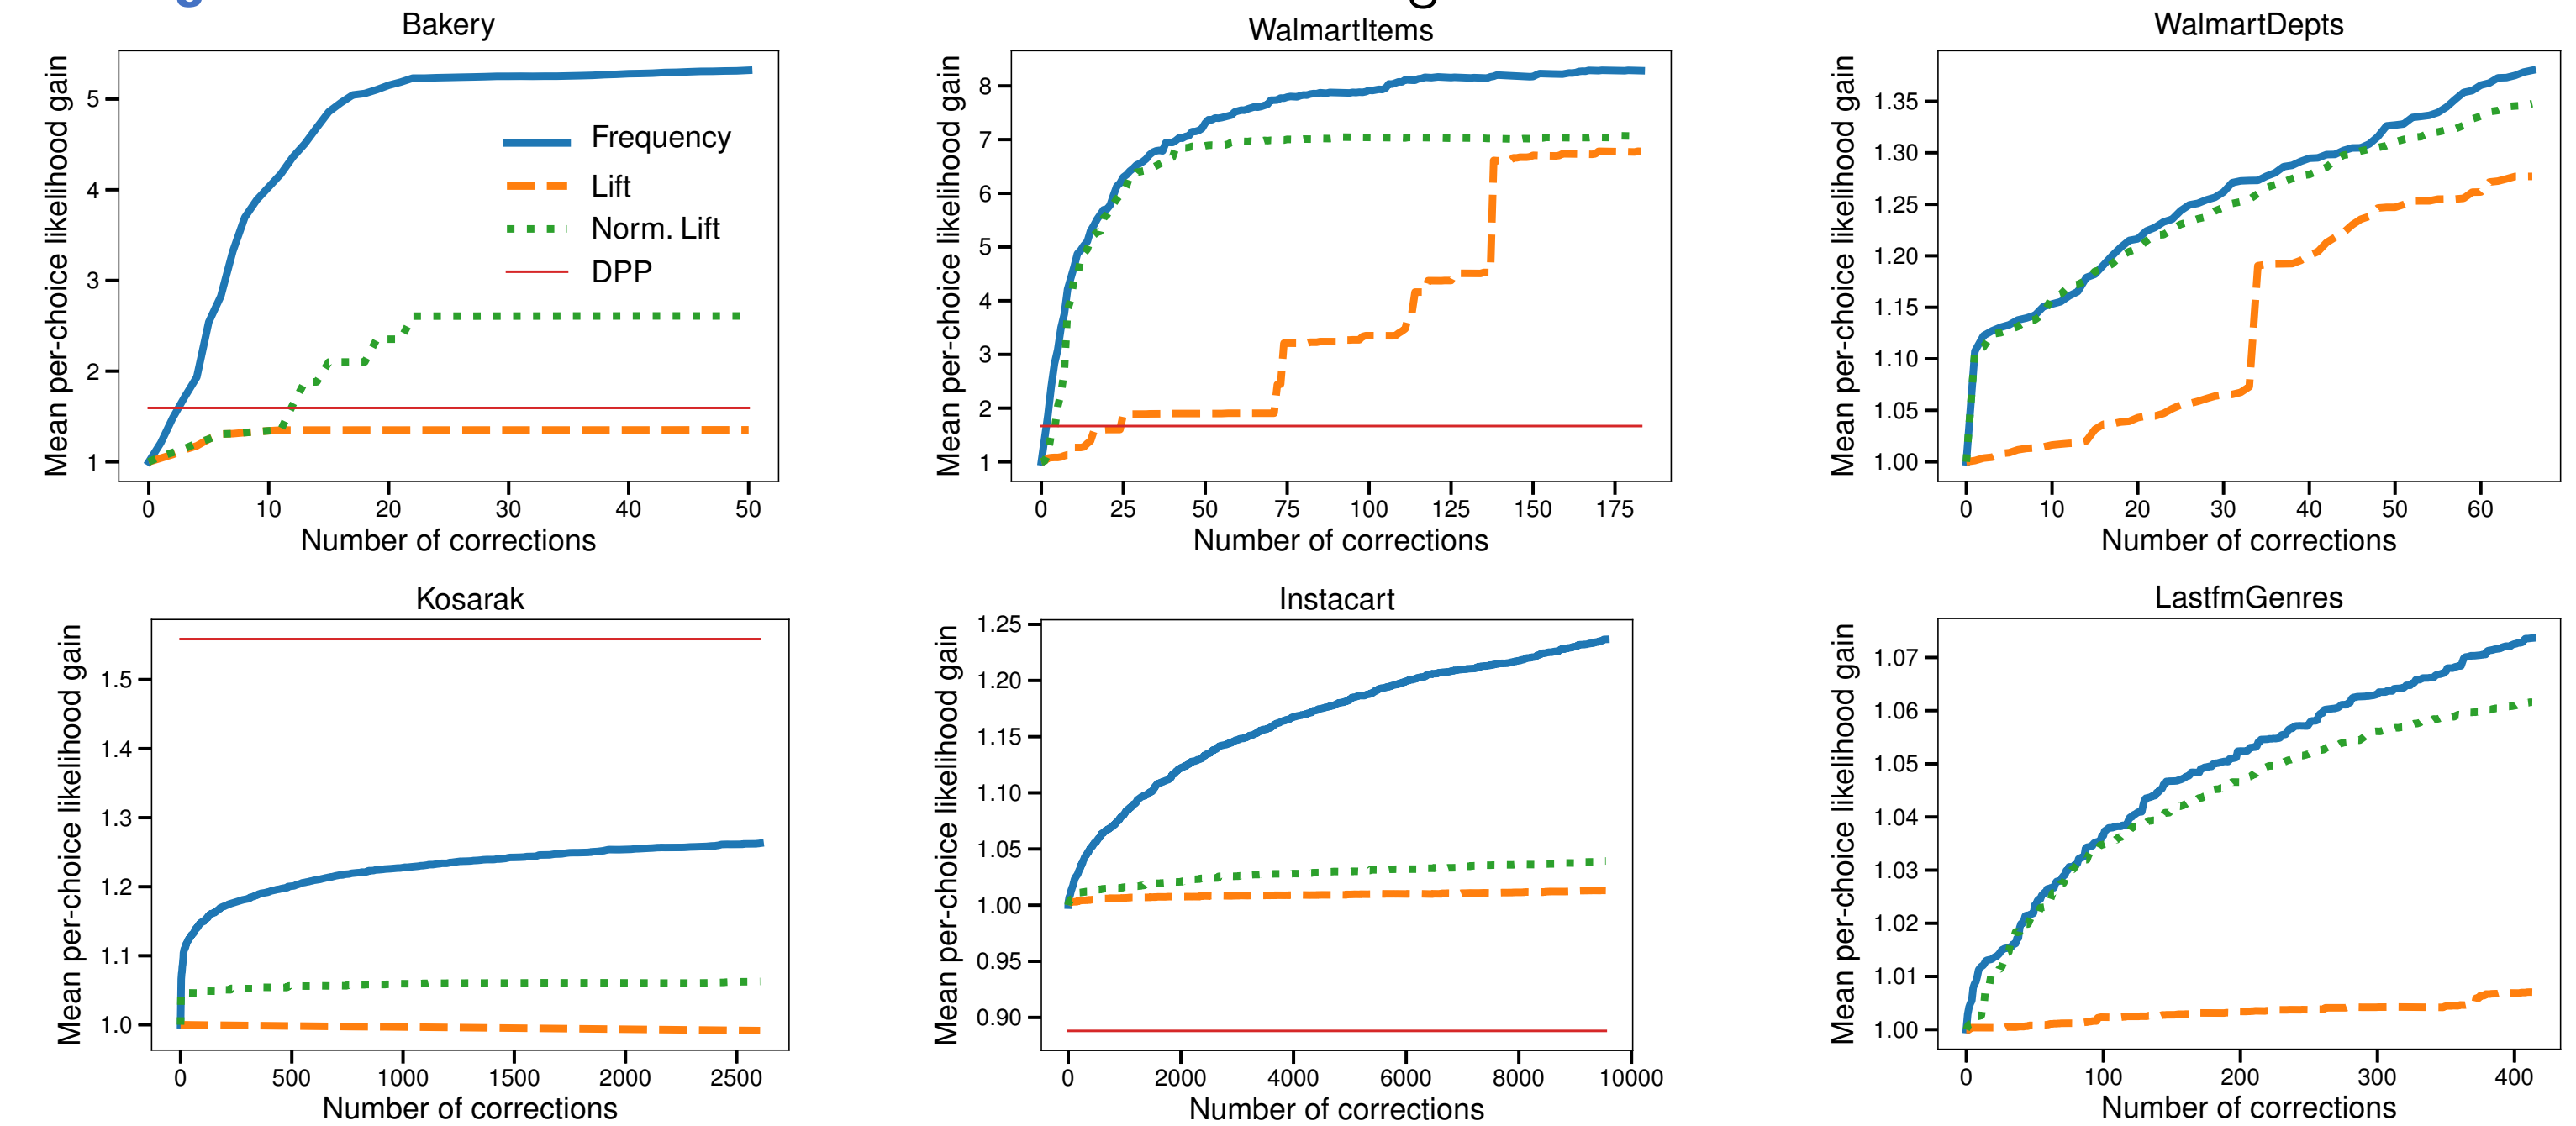 Bakery
Mean per-choice likelihood gain
5
4
3
2
1
Frequency
Lift
Norm. Lift
DPP
0 10 20 30 40 50
Number of corrections
WalmartItems
Mean per-choice likelihood gain
8
7
6
5
4
3
2
1
0 25 50 75 100 125 150 175
Number of corrections
WalmartDepts
Mean per-choice likelihood gain
1.35
1.30
1.25
1.20
1.15
1.10
1.05
1.00
0 10 20 30 40 50 60
Number of corrections
Kosarak
Mean per-choice likelihood gain
1.5
1.4
1.3
1.2
1.1
1.0
0 500 1000 1500 2000 2500
Number of corrections
Instacart
Mean per-choice likelihood gain
1.25
1.20
1.15
1.10
1.05
1.00
0.95
0.90
0 2000 4000 6000 8000 10000
Number of corrections
LastfmGenres
Mean per-choice likelihood gain
1.07
1.06
1.05
1.04
1.03
1.02
1.01
1.00
0 100 200 300 400
Number of corrections